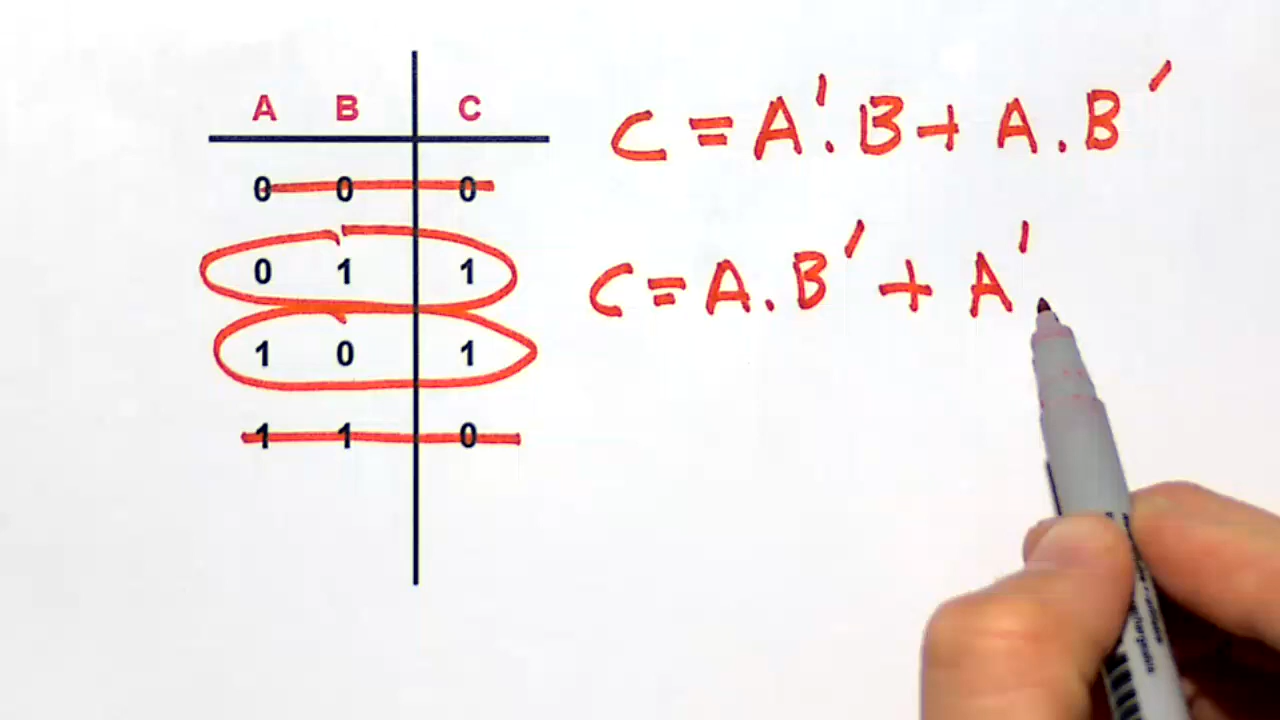 A B C
C = A'.B + A.B'
0 0 0
0 1 1
C = A.B' + A'
1 0 1
1 1 0